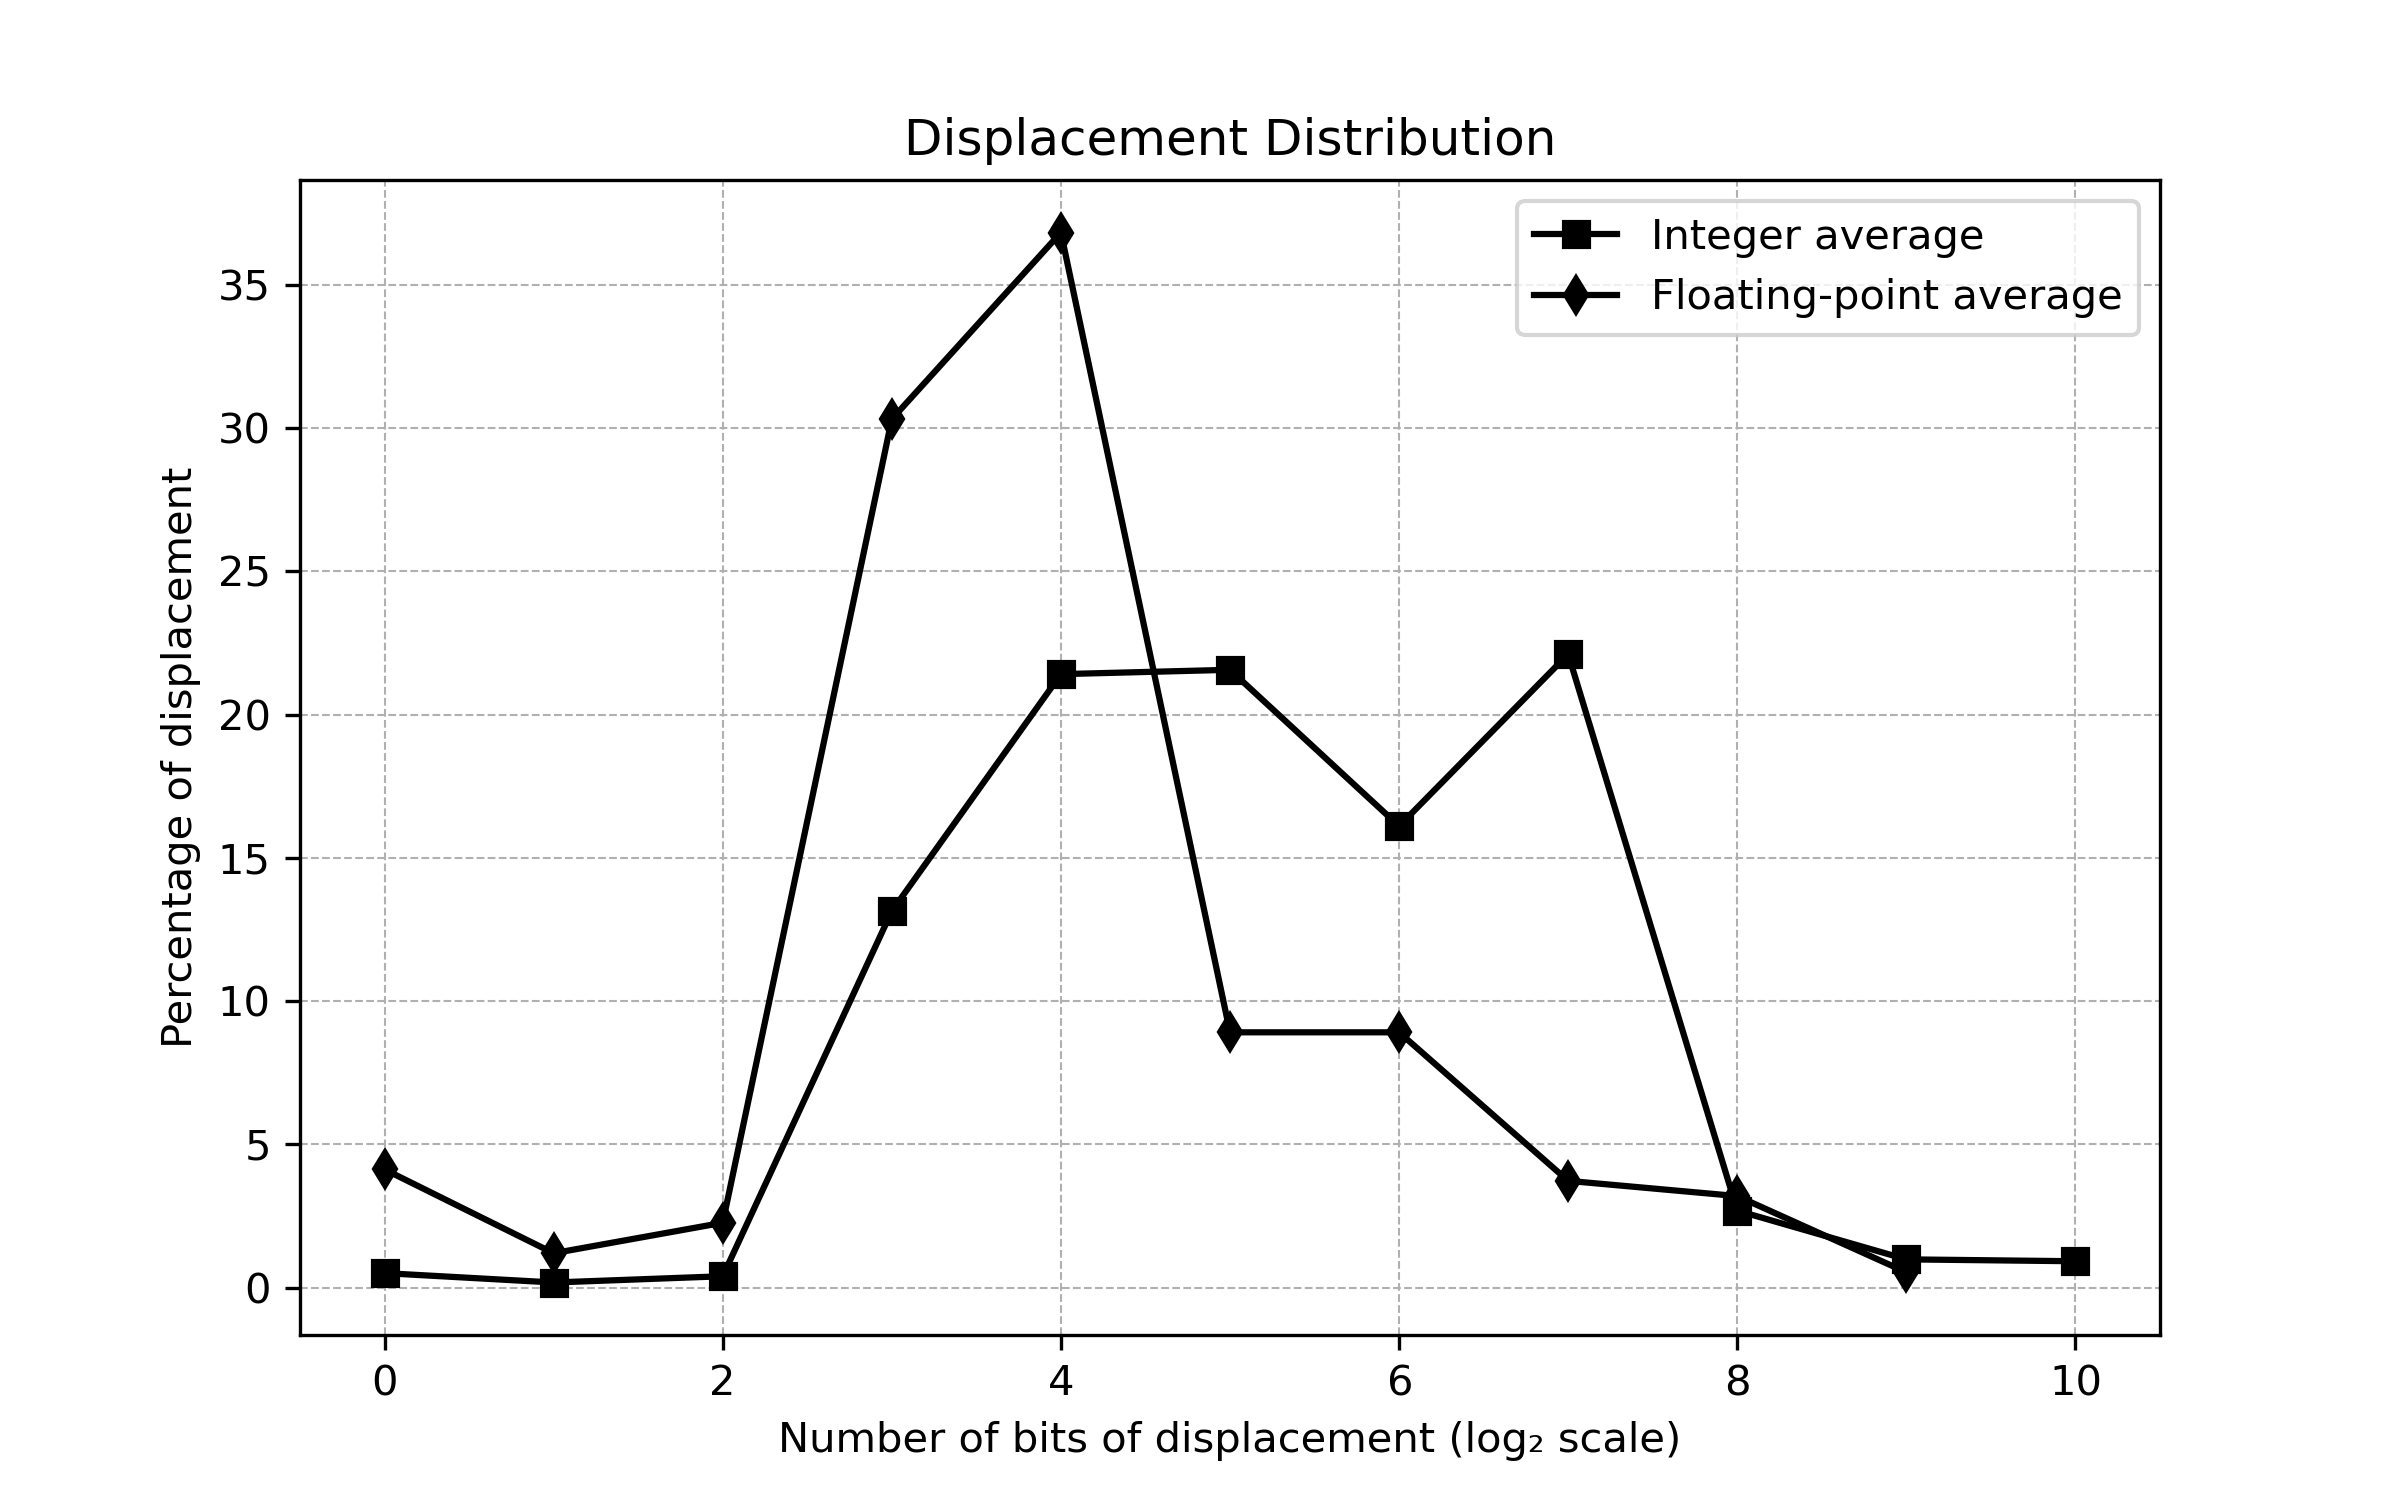 Displacement Distribution
Integer average
Floating-point average
Percentage of displacement
35
30
25
20
15
10
5
0
0 2 4 6 8 10
Number of bits of displacement (log₂ scale)